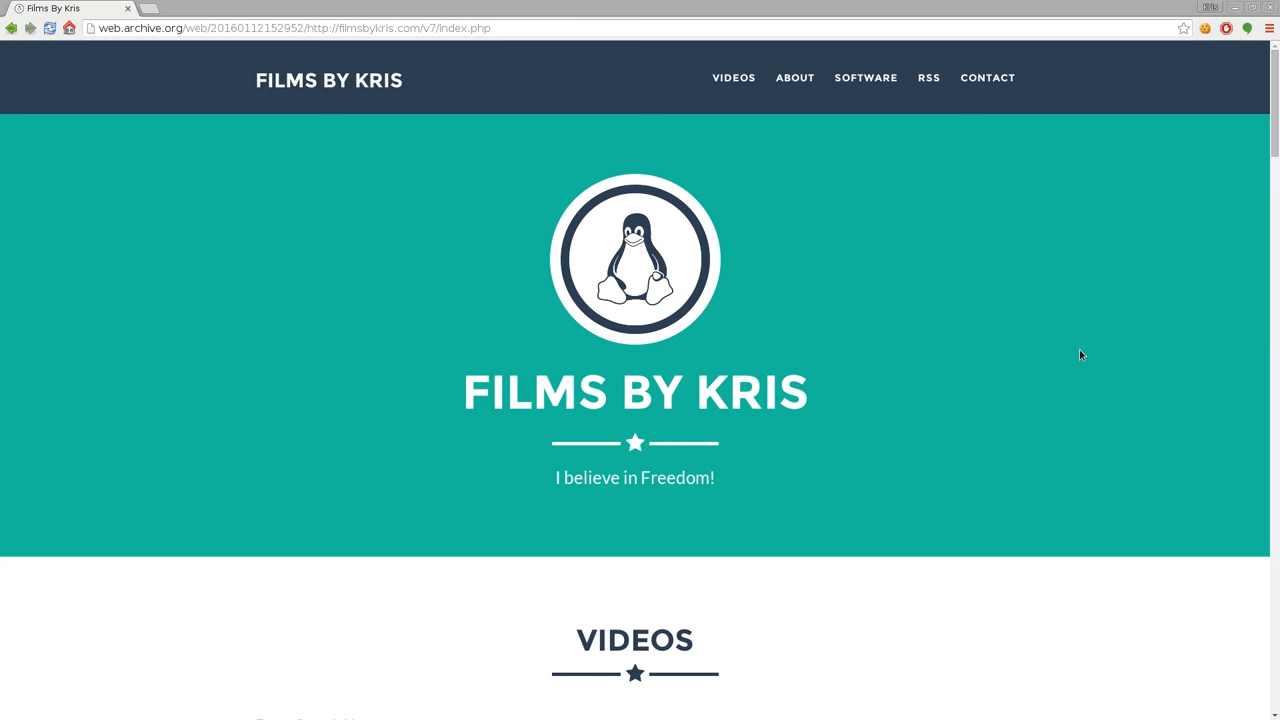 Films By Kris
Kris
web.archive.org/web/20160112152952/http://filmsbykris.com/v7/index.php
FILMS BY KRIS
VIDEOS ABOUT SOFTWARE RSS CONTACT
FILMS BY KRIS
I believe in Freedom!
VIDEOS